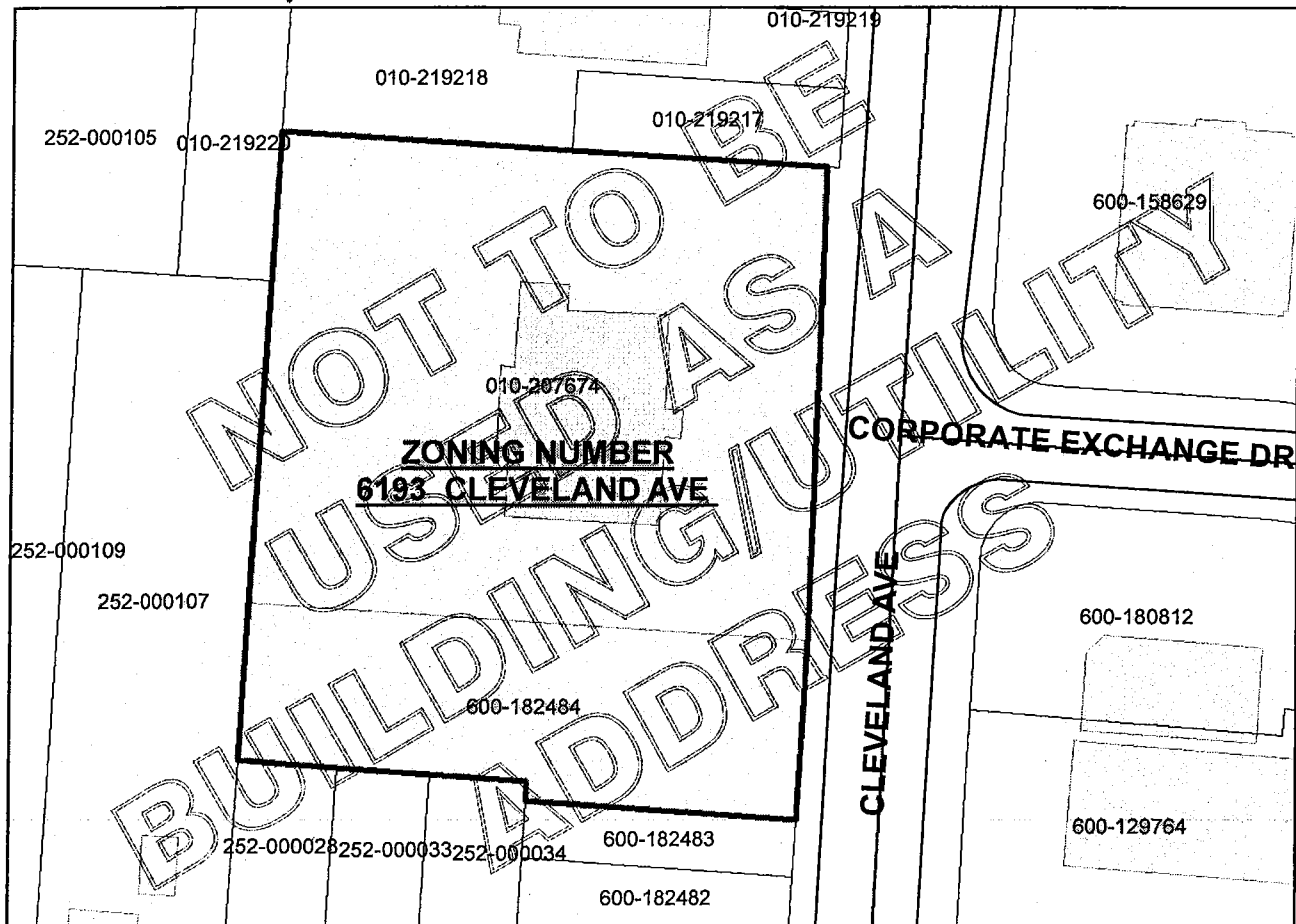 010-219219
010-219218
010-219217
252-000105
010-219220
600-158629
010-207674
ZONING NUMBER
6193 CLEVELAND AVE
CORPORATE EXCHANGE DR
252-000109
252-000107
CLEVELAND AVE
600-180812
600-182484
252-000028
252-000033
252-000034
600-182483
600-129764
600-182482
NOT TO BE
USED AS A
BUILDING/UTILITY
ADDRESS